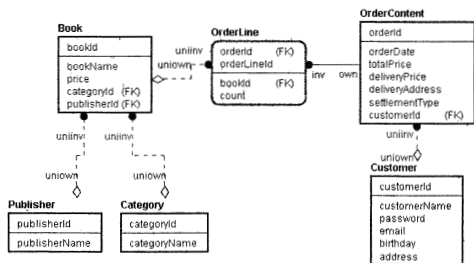 Book
bookId
bookName
price
categoryId (FK)
publisherId (FK)
uniinv
uniown
OrderLine
orderId (FK)
orderLineId
bookId (FK)
count
inv own
OrderContent
orderId
orderDate
totalPrice
deliveryPrice
deliveryAddress
settlementType
customerId (FK)
uniinv uniinv
uniown uniown
uniinv
uniown
Publisher
publisherId
publisherName
Category
categoryId
categoryName
Customer
customerId
customerName
password
email
birthday
address